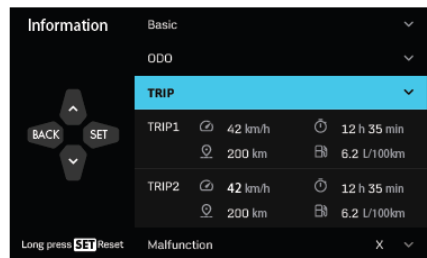 Information
Basic
ODO
TRIP
BACK SET
TRIP1 42 km/h 12 h 35 min
200 km 6.2 L/100km
TRIP2 42 km/h 12 h 35 min
200 km 6.2 L/100km
Long press SET Reset
Malfunction X